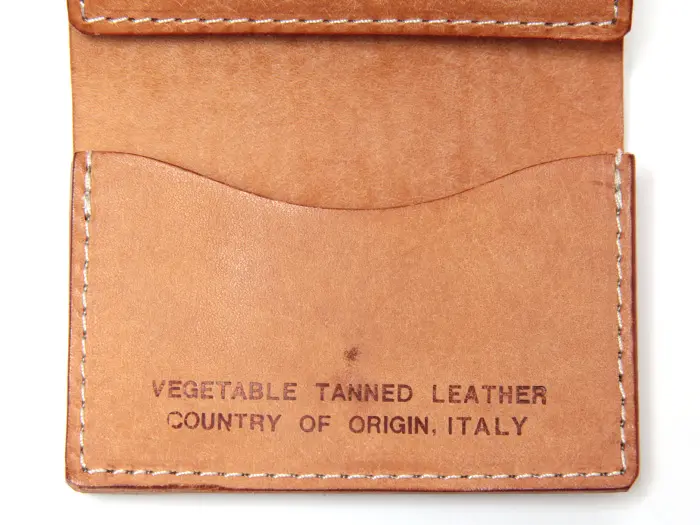 VEGETABLE TANNED LEATHER
COUNTRY OF ORIGIN, ITALY